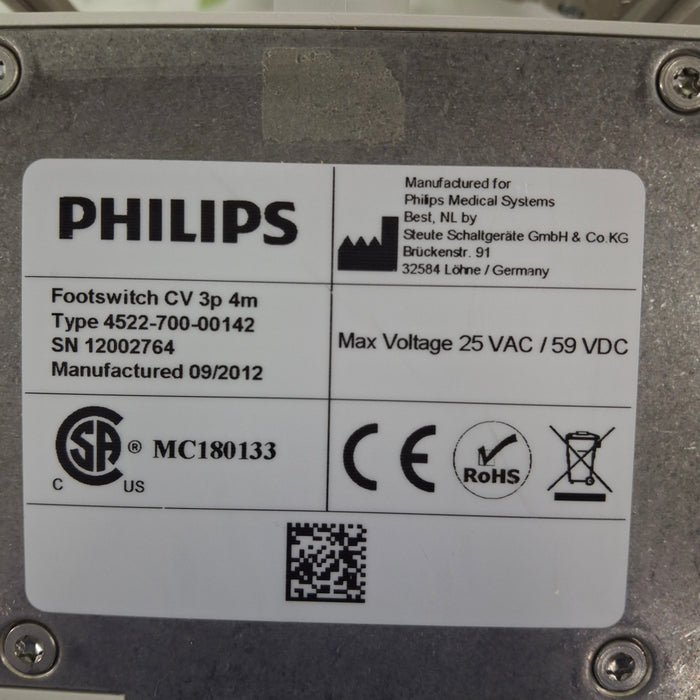 PHILIPS
Manufactured for
Philips Medical Systems
Best, NL by
Steute Schaltgeräte GmbH & Co.KG
Brückenstr. 91
32584 Löhne / Germany
Footswitch CV 3p 4m
Type 4522-700-00142
SN 12002764
Manufactured 09/2012
Max Voltage 25 VAC / 59 VDC
CSA ® MC180133
C US
CE
RoHS